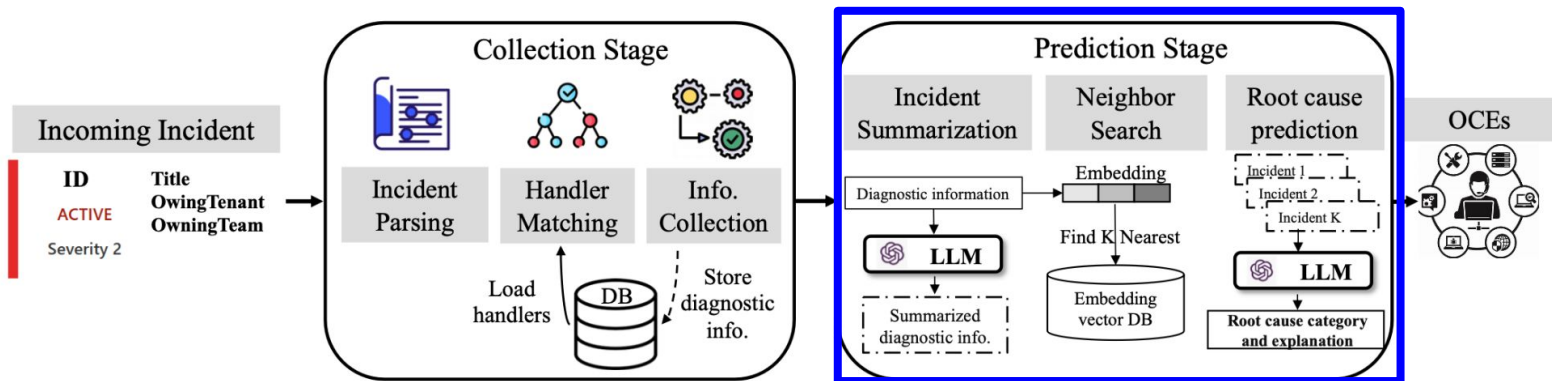 Incoming Incident
ID
ACTIVE
Severity 2
Title
OwingTenant
OwningTeam
Collection Stage
Incident
Parsing
Handler
Matching
Info.
Collection
Load
handlers
DB
Store
diagnostic
info.
Prediction Stage
Incident
Summarization
Diagnostic information
LLM
Summarized
diagnostic info.
Neighbor
Search
Embedding
Find K Nearest
Embedding
vector DB
Root cause
prediction
Incident 1
Incident 2
Incident K
LLM
Root cause category
and explanation
OCEs